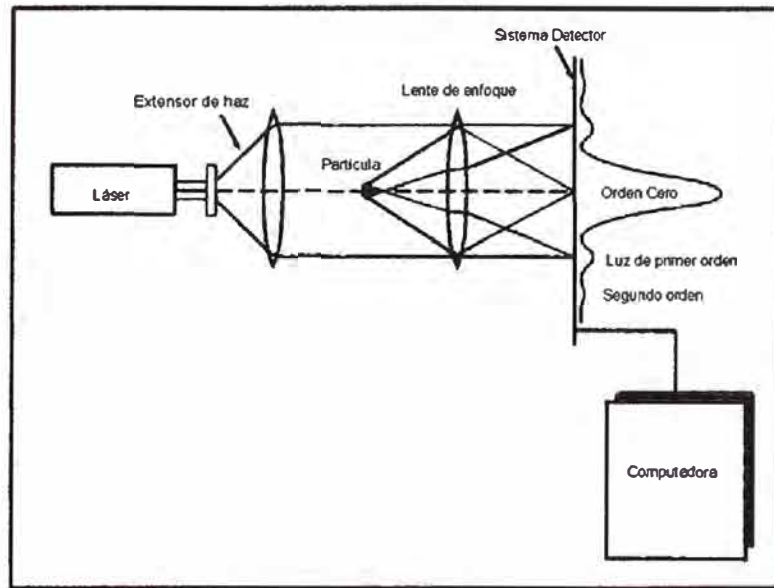 Sistema Detector
Extensor de haz
Lente de enfoque
Partícula
Láser
Orden Cero
Luz de primer orden
Segundo orden
Computadora